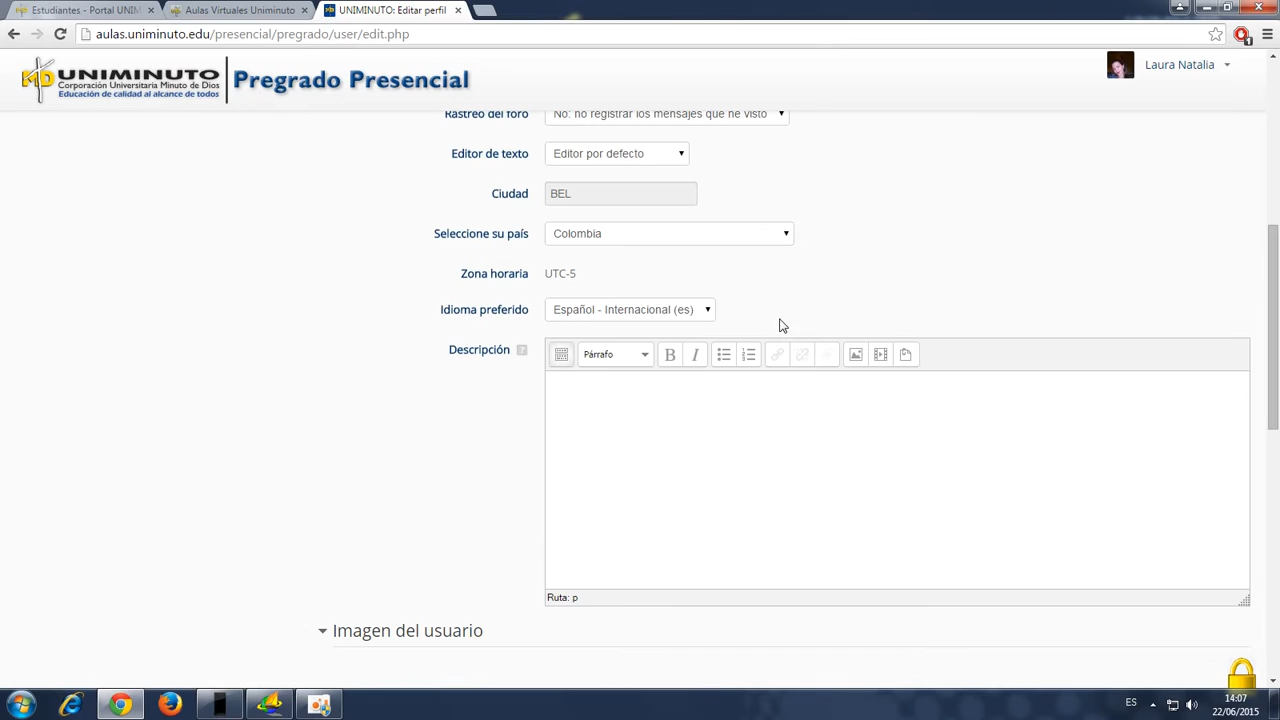 Estudiantes - Portal UNIM
Aulas Virtuales Uniminuto
UNIMINUTO: Editar perfil
aulas.uniminuto.edu/presencial/pregrado/user/edit.php
UNIMINUTO
Corporación Universitaria Minuto de Dios
Educación de calidad al alcance de todos
Pregrado Presencial
Laura Natalia
Rastreo del foro
No: no registrar los mensajes que he visto
Editor de texto
Editor por defecto
Ciudad
BEL
Seleccione su país
Colombia
Zona horaria
UTC-5
Idioma preferido
Español - Internacional (es)
Descripción
Párrafo
B I
Ruta: p
Imagen del usuario
ES
14:07
22/06/2015